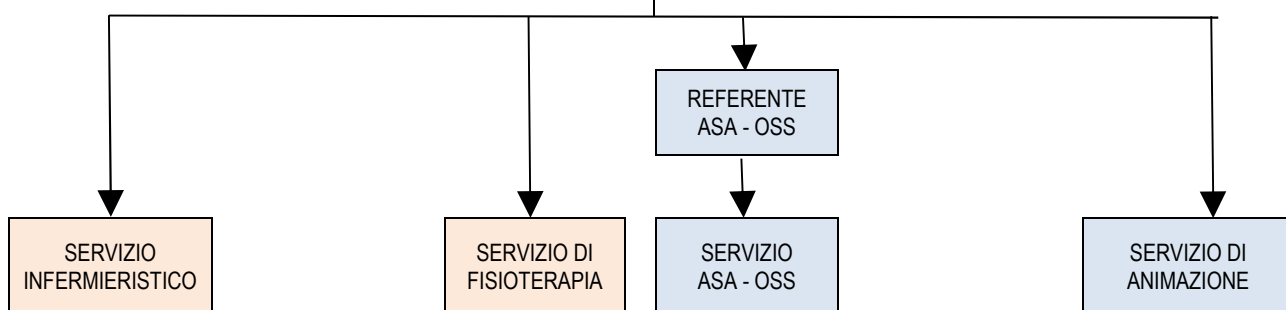 REFERENTE
ASA - OSS
SERVIZIO
INFERMIERISTICO
SERVIZIO DI
FISIOTERAPIA
SERVIZIO
ASA - OSS
SERVIZIO DI
ANIMAZIONE